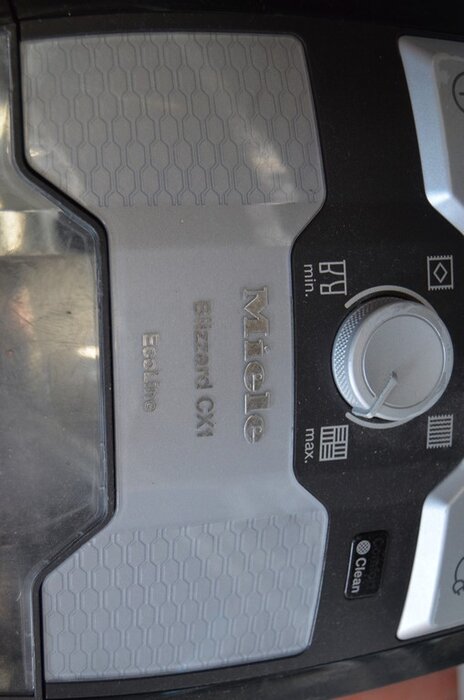 Miele
Blizzard CX1
EcoLine
min.
max.
Clean